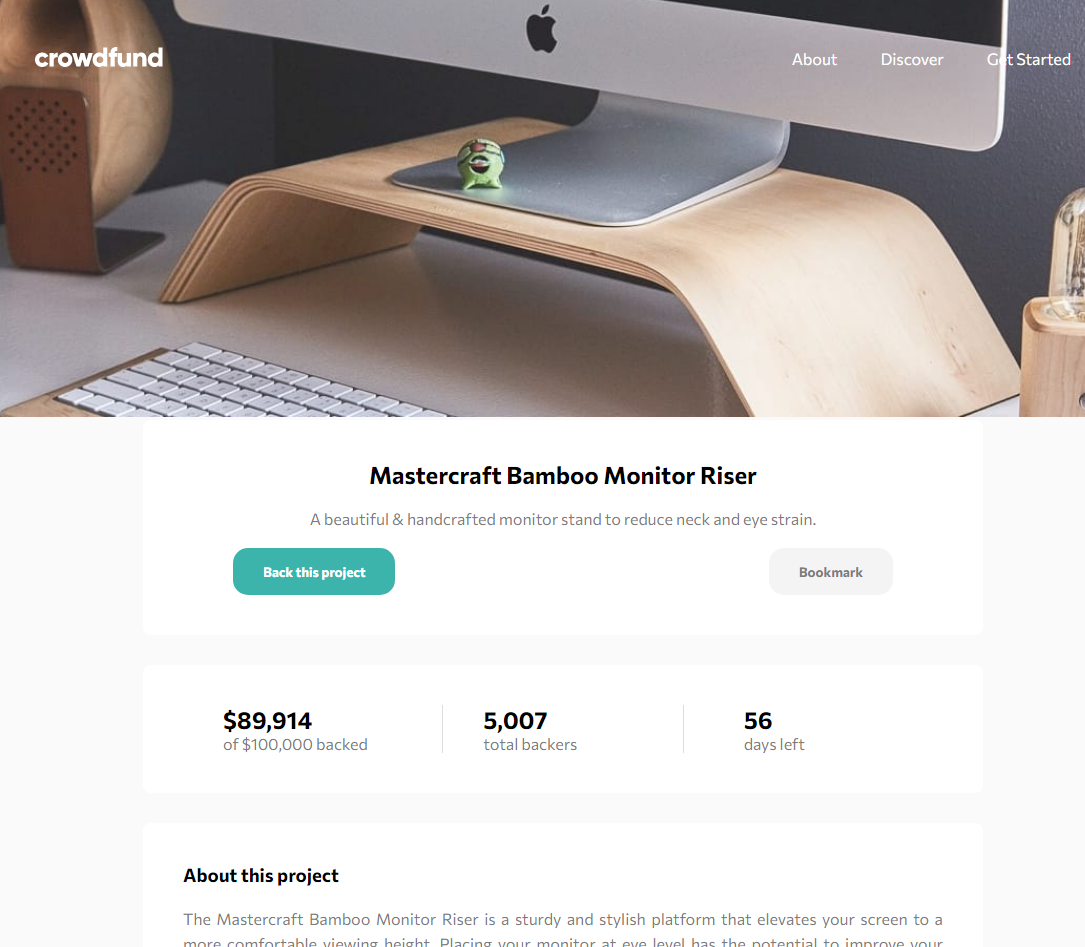 crowdfund
About Discover Get Started
Mastercraft Bamboo Monitor Riser
A beautiful & handcrafted monitor stand to reduce neck and eye strain.
Back this project Bookmark
$89,914 5,007 56
of $100,000 backed total backers days left
About this project
The Mastercraft Bamboo Monitor Riser is a sturdy and stylish platform that elevates your screen to a
more comfortable viewing height. Placing your monitor at eye level has the potential to improve your